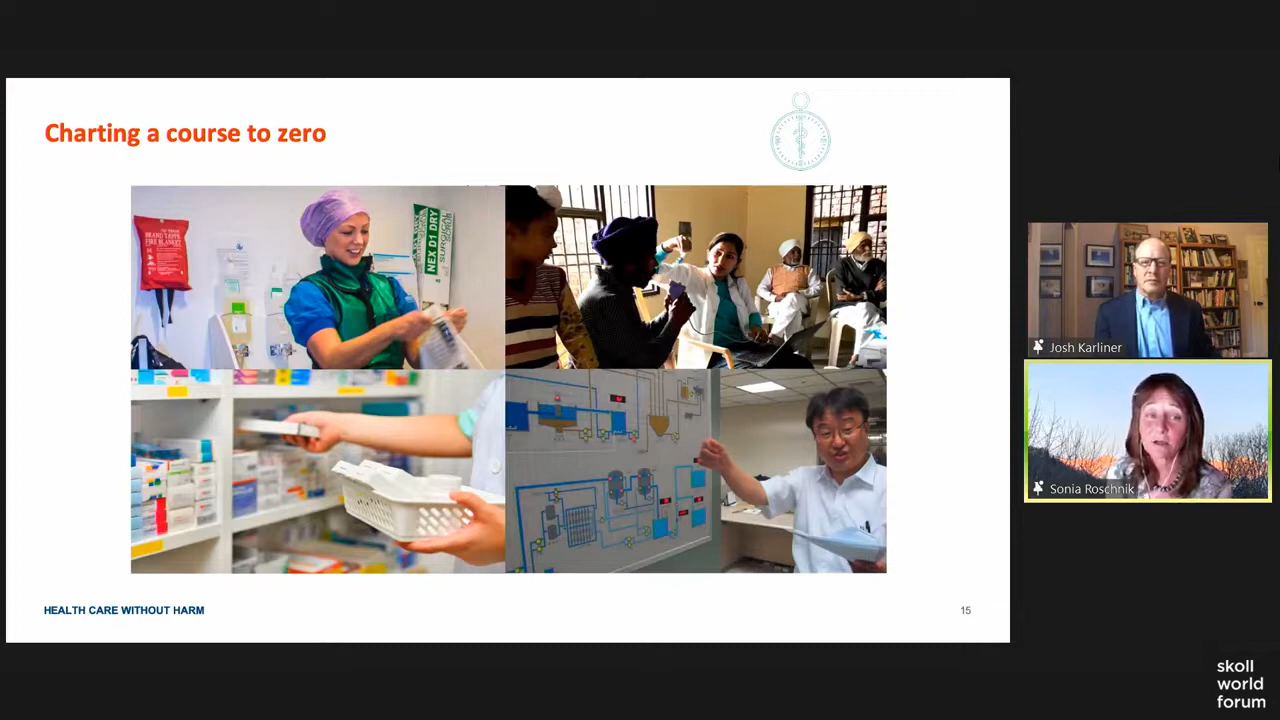 Charting a course to zero
FIRE BLANKET
NEX D1 DRY
SURGICAL
SCRUB
HEALTH CARE WITHOUT HARM
15
Josh Karliner
Sonia Roschnik
skoll
world
forum